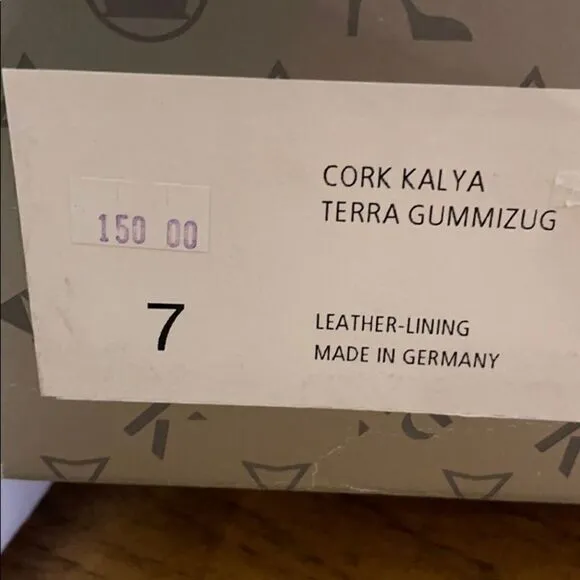 CORK KALYA
TERRA GUMMIZUG
150 00
7
LEATHER-LINING
MADE IN GERMANY